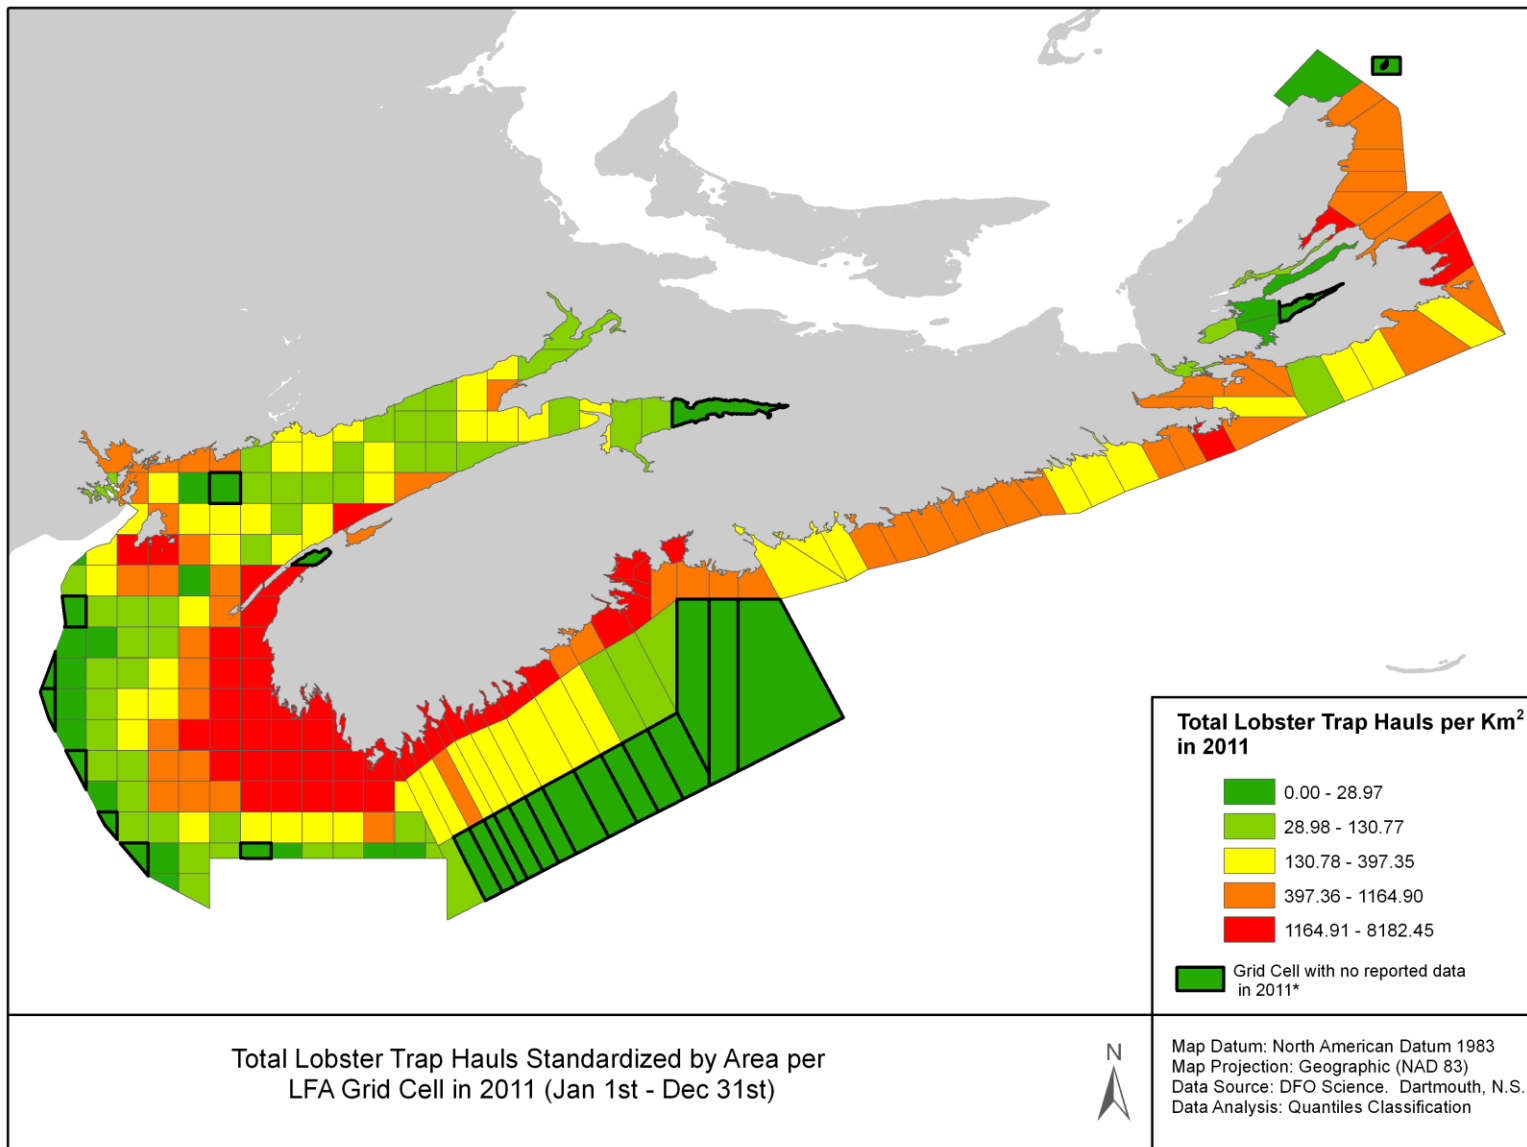 Total Lobster Trap Hauls per Km²
in 2011
0.00 - 28.97
28.98 - 130.77
130.78 - 397.35
397.36 - 1164.90
1164.91 - 8182.45
Grid Cell with no reported data
in 2011*
Total Lobster Trap Hauls Standardized by Area per
LFA Grid Cell in 2011 (Jan 1st - Dec 31st)
N
Map Datum: North American Datum 1983
Map Projection: Geographic (NAD 83)
Data Source: DFO Science. Dartmouth, N.S.
Data Analysis: Quantiles Classification